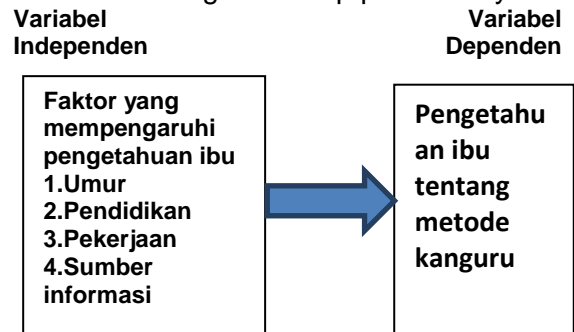 Variabel Independen
Variabel Dependen
Faktor yang
mempengaruhi
pengetahuan ibu
1.Umur
2.Pendidikan
3.Pekerjaan
4.Sumber
informasi
Pengetahu
an ibu
tentang
metode
kanguru